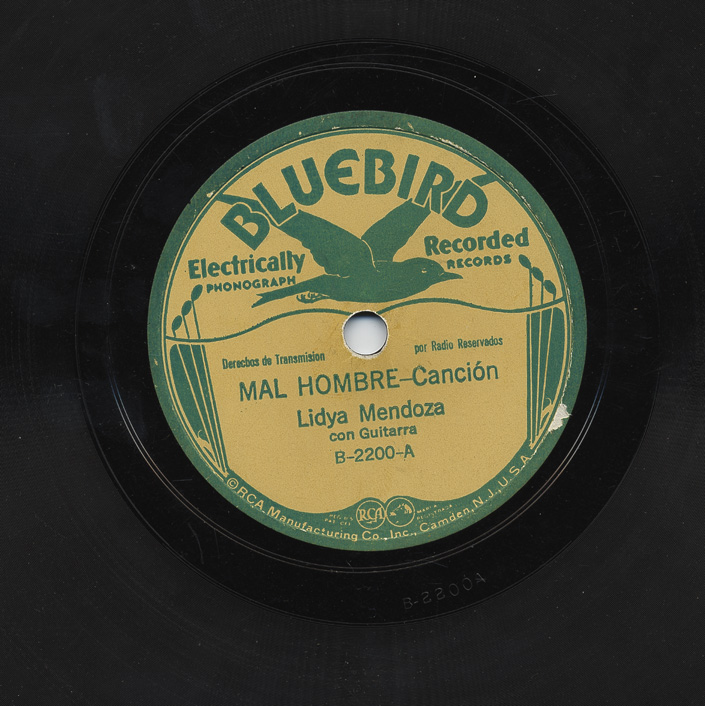 BLUEBIRD
Electrically Recorded
PHONOGRAPH RECORDS
Derechos de Transmision por Radio Reservados
MAL HOMBRE—Canción
Lidya Mendoza
con Guitarra
B-2200-A
RCA
©RCA Manufacturing Co., Inc., Camden, N.J., U.S.A.
B-2200A